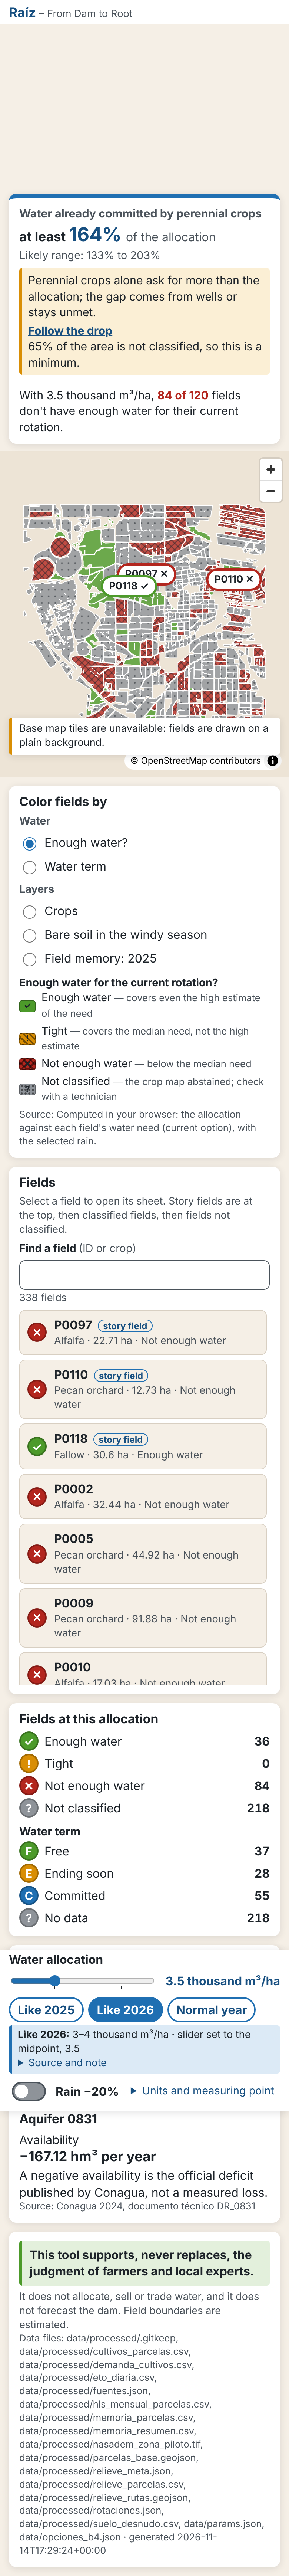 Raíz – From Dam to Root
Water already committed by perennial crops
at least 164% of the allocation
Likely range: 133% to 203%
Perennial crops alone ask for more than the
allocation; the gap comes from wells or
stays unmet.
Follow the drop
65% of the area is not classified, so this is a
minimum.
With 3.5 thousand m³/ha, 84 of 120 fields
don't have enough water for their current
rotation.
+
−
P0097 ✕
P0118 ✓
P0110 ✕
Base map tiles are unavailable: fields are drawn on a
plain background.
© OpenStreetMap contributors
Color fields by
Water
Enough water?
Water term
Layers
Crops
Bare soil in the windy season
Field memory: 2025
Enough water for the current rotation?
Enough water — covers even the high estimate
of the need
Tight — covers the median need, not the high
estimate
Not enough water — below the median need
Not classified — the crop map abstained; check
with a technician
Source: Computed in your browser: the allocation
against each field's water need (current option), with
the selected rain.
Fields
Select a field to open its sheet. Story fields are at
the top, then classified fields, then fields not
classified.
Find a field (ID or crop)
338 fields
P0097 story field
Alfalfa · 22.71 ha · Not enough water
P0110 story field
Pecan orchard · 12.73 ha · Not enough
water
P0118 story field
Fallow · 30.6 ha · Enough water
P0002
Alfalfa · 32.44 ha · Not enough water
P0005
Pecan orchard · 44.92 ha · Not enough
water
P0009
Pecan orchard · 91.88 ha · Not enough
water
P0010
Alfalfa · 17.03 ha · Not enough water
Fields at this allocation
Enough water 36
! Tight 0
Not enough water 84
? Not classified 218
Water term
F Free 37
E Ending soon 28
C Committed 55
? No data 218
Water allocation
3.5 thousand m³/ha
Like 2025 Like 2026 Normal year
Like 2026: 3–4 thousand m³/ha · slider set to the
midpoint, 3.5
▶ Source and note
Rain −20% ▶ Units and measuring point
Aquifer 0831
Availability
−167.12 hm³ per year
A negative availability is the official deficit
published by Conagua, not a measured loss.
Source: Conagua 2024, documento técnico DR_0831
This tool supports, never replaces, the
judgment of farmers and local experts.
It does not allocate, sell or trade water, and it does
not forecast the dam. Field boundaries are
estimated.
Data files: data/processed/.gitkeep,
data/processed/cultivos_parcelas.csv,
data/processed/demanda_cultivos.csv,
data/processed/eto_diaria.csv,
data/processed/fuentes.json,
data/processed/hls_mensual_parcelas.csv,
data/processed/memoria_parcelas.csv,
data/processed/memoria_resumen.csv,
data/processed/nasadem_zona_piloto.tif,
data/processed/parcelas_base.geojson,
data/processed/relieve_meta.json,
data/processed/relieve_parcelas.csv,
data/processed/relieve_rutas.geojson,
data/processed/rotaciones.json,
data/processed/suelo_desnudo.csv, data/params.json,
data/opciones_b4.json · generated 2026-11-
14T17:29:24+00:00